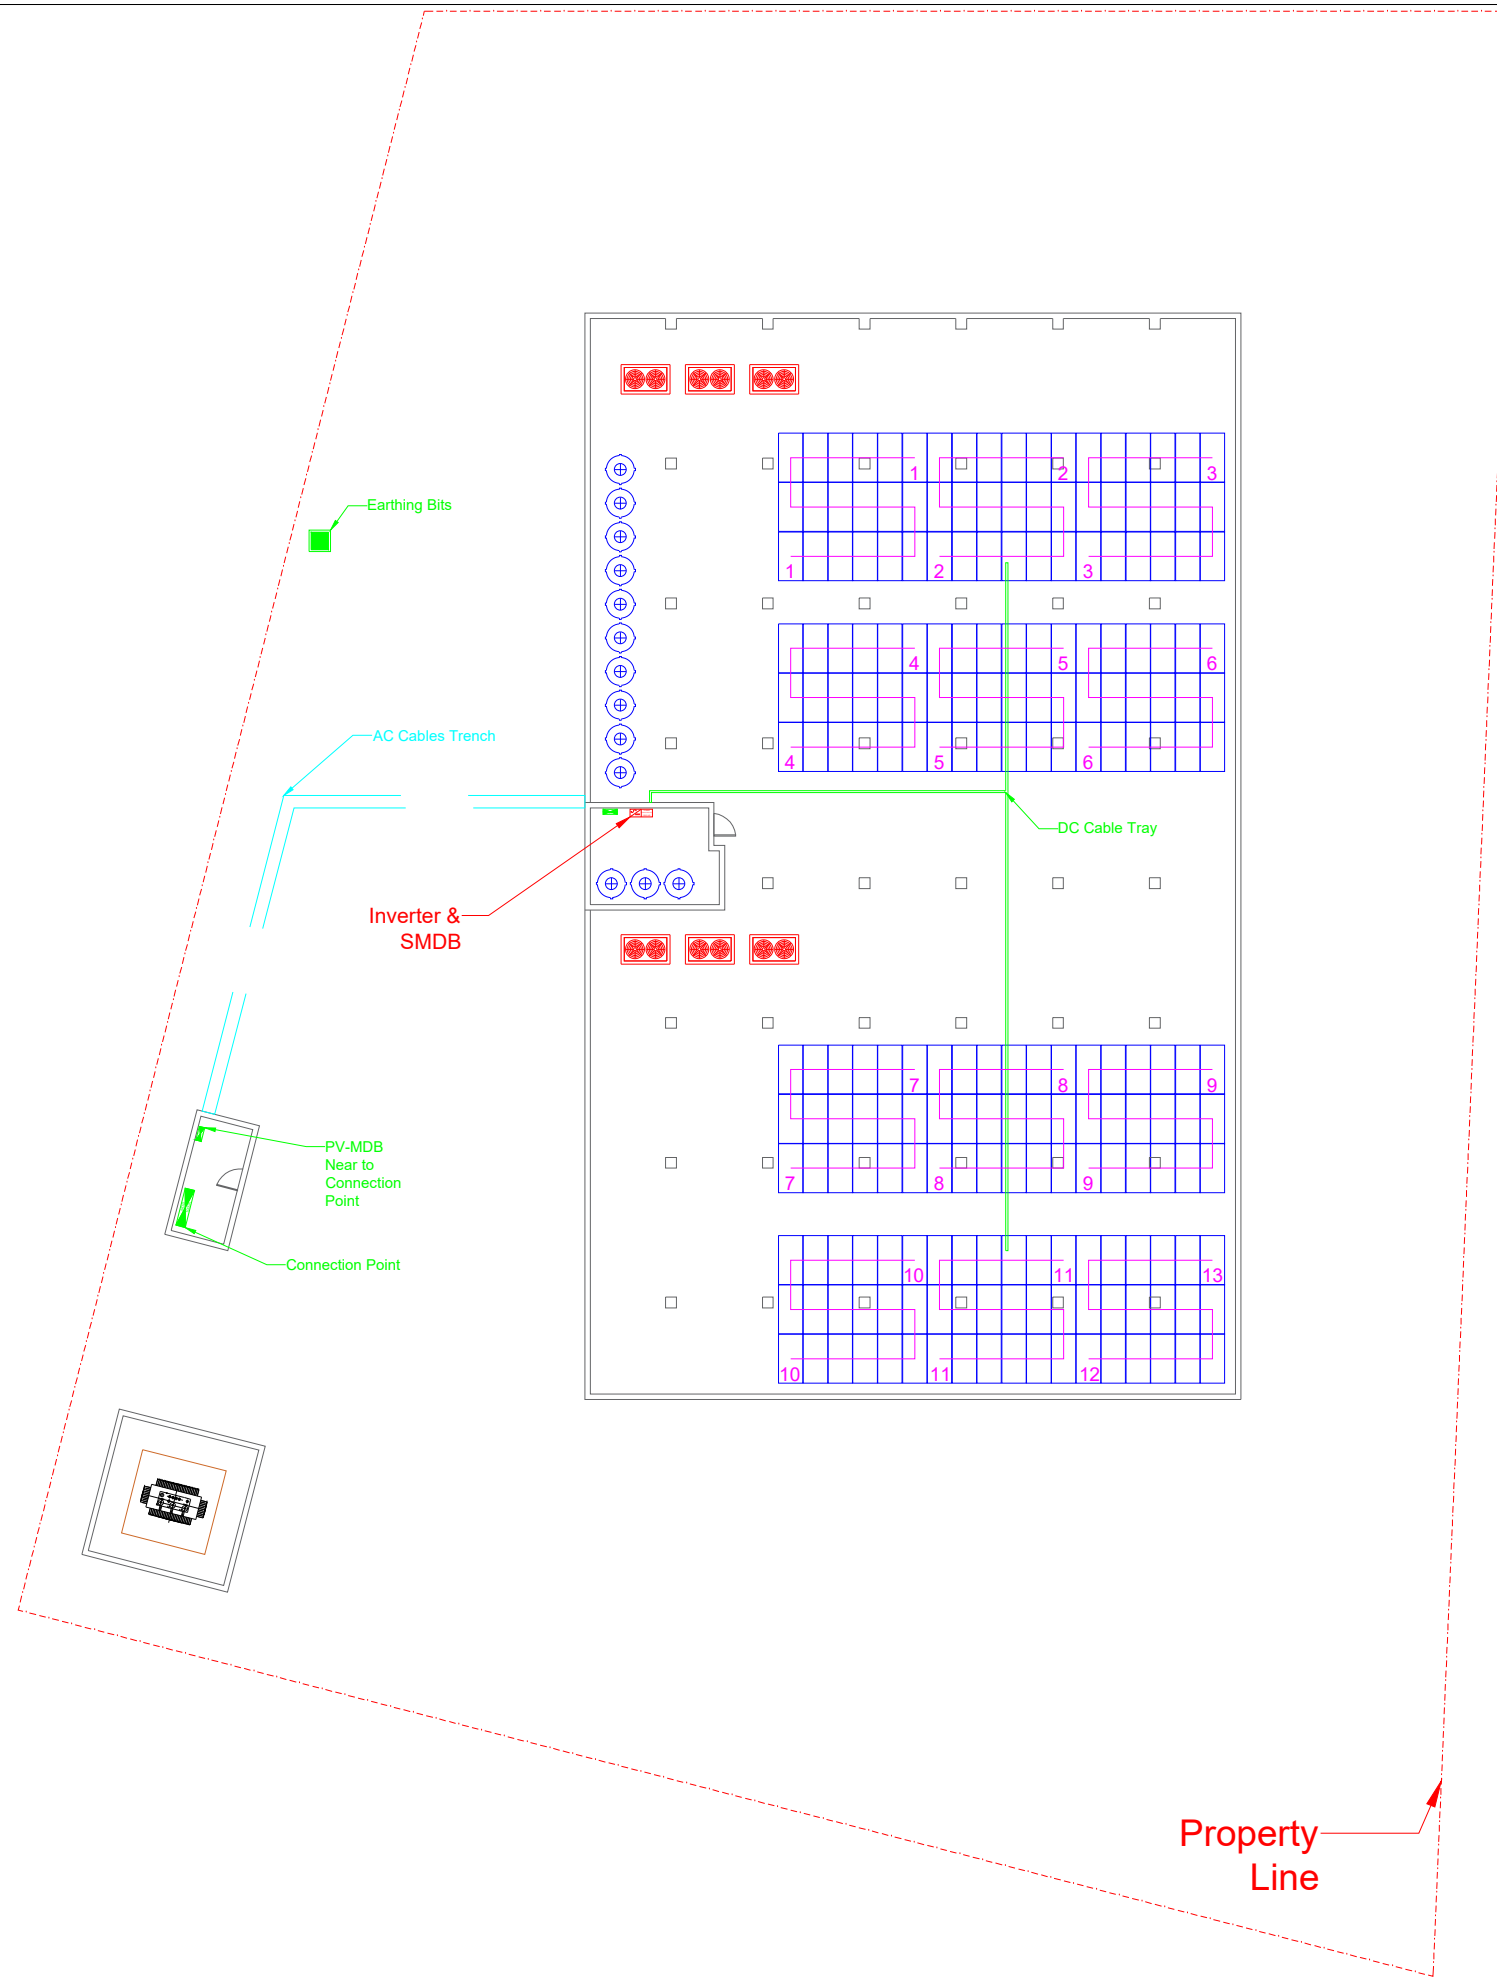 1 2 3
1 2 3
Earthing Bits
4 5 6
AC Cables Trench
4 5 6
DC Cable Tray
Inverter &
SMDB
7 8 9
PV-MDB
Near to
Connection
Point
7 8 9
Connection Point
10 11 13
10 11 12
Property
Line